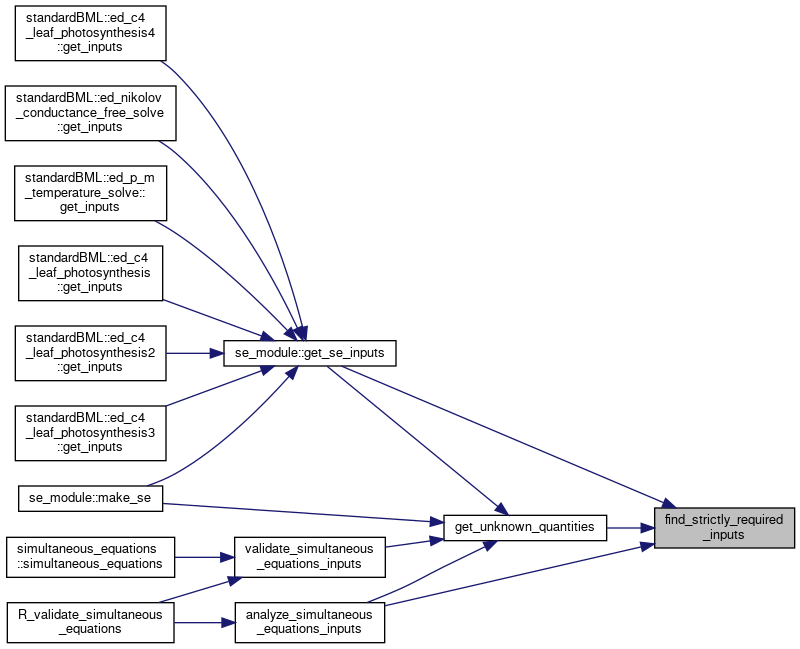 standardBML::ed_c4
_leaf_photosynthesis4
::get_inputs
standardBML::ed_nikolov
_conductance_free_solve
::get_inputs
standardBML::ed_p_m
_temperature_solve::
get_inputs
standardBML::ed_c4
_leaf_photosynthesis
::get_inputs
standardBML::ed_c4
_leaf_photosynthesis2
::get_inputs
se_module::get_se_inputs
standardBML::ed_c4
_leaf_photosynthesis3
::get_inputs
se_module::make_se
get_unknown_quantities
find_strictly_required
_inputs
simultaneous_equations
::simultaneous_equations
validate_simultaneous
_equations_inputs
R_validate_simultaneous
_equations
analyze_simultaneous
_equations_inputs